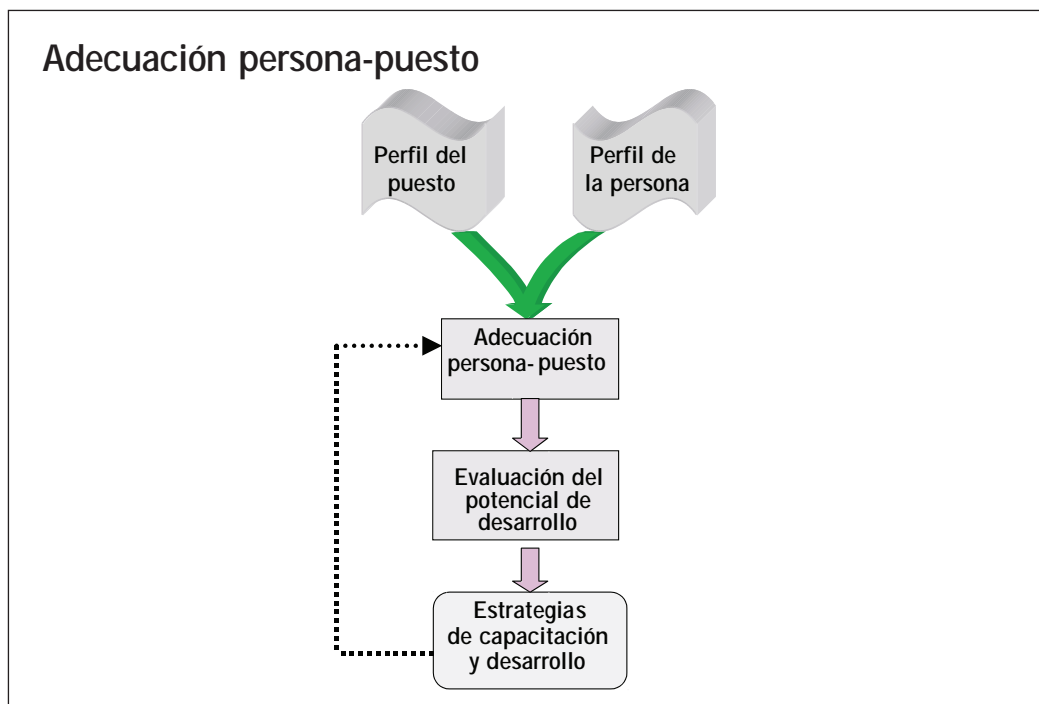 Adecuación persona-puesto
Perfil del
puesto
Perfil de
la persona
Adecuación
persona- puesto
Evaluación del
potencial de
desarrollo
Estrategias
de capacitación
y desarrollo